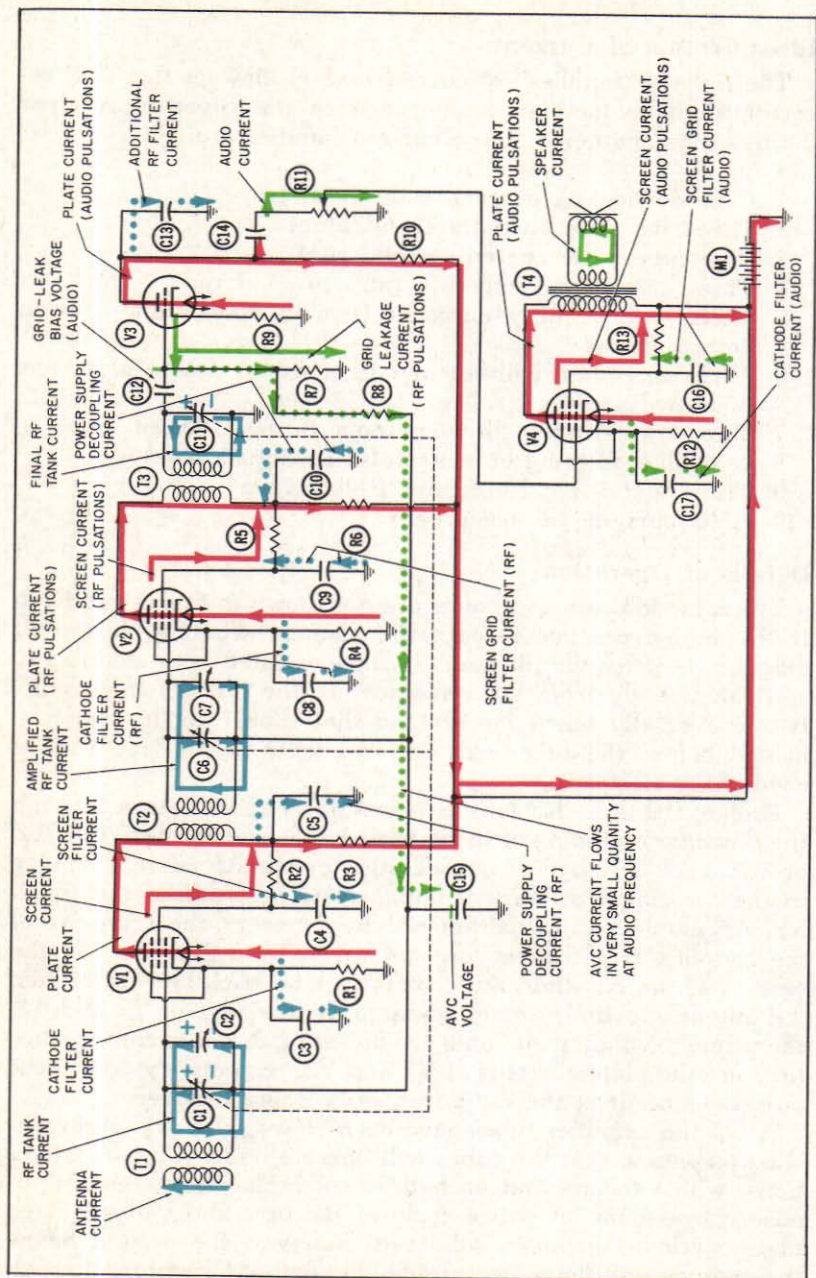 ANTENNA
CURRENT
T1
RF TANK
CURRENT
C1
C2
CATHODE
FILTER
CURRENT
C3
R1
V1
PLATE
CURRENT
SCREEN
CURRENT
SCREEN
FILTER
CURRENT
C4
R2
R3
T2
C5
AVC
VOLTAGE
C15
POWER SUPPLY
DECOUPLING
CURRENT (RF)
AVC CURRENT FLOWS
IN VERY SMALL QUANITY
AT AUDIO FREQUENCY
AMPLIFIED
RF TANK
CURRENT
C6
C7
CATHODE
FILTER
CURRENT
(RF)
C8
R4
V2
PLATE CURRENT
(RF PULSATIONS)
SCREEN CURRENT
(RF PULSATIONS)
R5
C9
R6
SCREEN GRID
FILTER CURRENT (RF)
T3
C10
FINAL RF
TANK CURRENT
C11
POWER SUPPLY
DECOUPLING
CURRENT
GRID-LEAK
BIAS VOLTAGE
(AUDIO)
C12
V3
R9
R7
R8
GRID
LEAKAGE
CURRENT
(RF PULSATIONS)
PLATE CURRENT
(AUDIO PULSATIONS)
ADDITIONAL
RF FILTER
CURRENT
C13
AUDIO
CURRENT
C14
R11
R10
PLATE CURRENT
(AUDIO PULSATIONS)
SPEAKER
CURRENT
SCREEN CURRENT
(AUDIO PULSATIONS)
SCREEN GRID
FILTER CURRENT
(AUDIO)
T4
V4
R13
C16
R12
C17
M1
CATHODE FILTER
CURRENT (AUDIO)